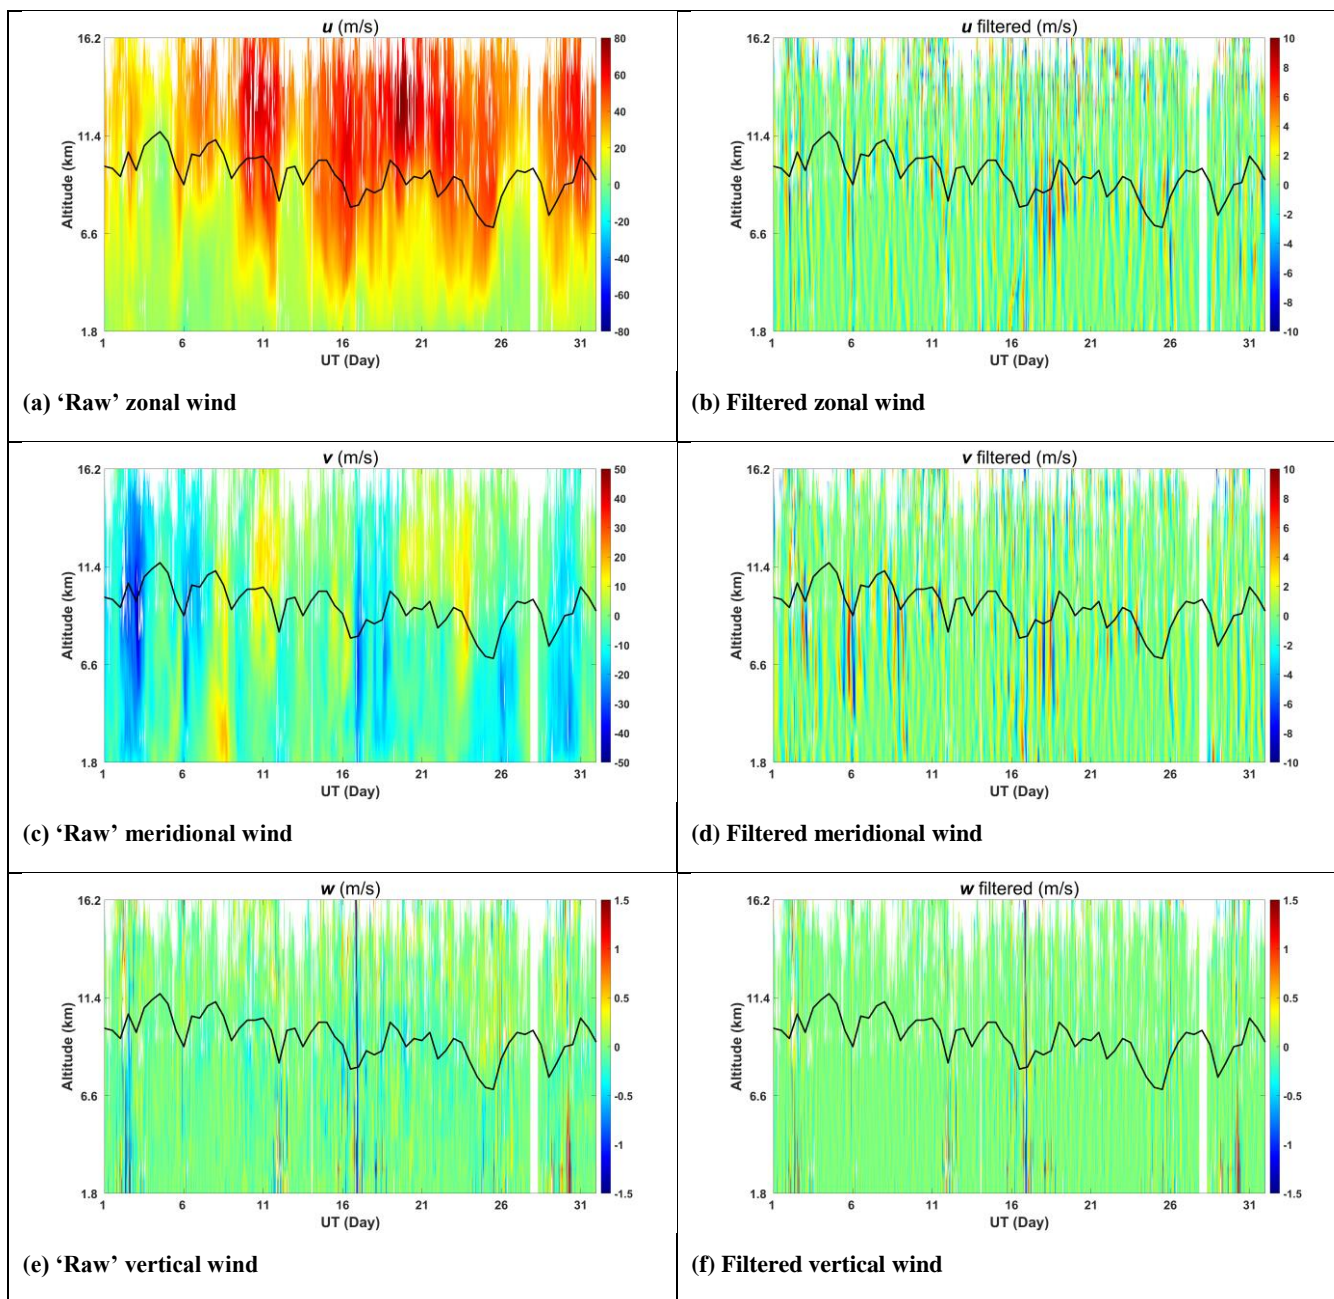 u (m/s)
16.2
11.4
6.6
1.8
Altitude (km)
1 6 11 16 21 26 31
UT (Day)
80
60
40
20
0
-20
-40
-60
-80
(a) ‘Raw’ zonal wind
u filtered (m/s)
16.2
11.4
6.6
1.8
Altitude (km)
1 6 11 16 21 26 31
UT (Day)
10
8
6
4
2
0
-2
-4
-6
-8
-10
(b) Filtered zonal wind
v (m/s)
16.2
11.4
6.6
1.8
Altitude (km)
1 6 11 16 21 26 31
UT (Day)
50
40
30
20
10
0
-10
-20
-30
-40
-50
(c) ‘Raw’ meridional wind
v filtered (m/s)
16.2
11.4
6.6
1.8
Altitude (km)
1 6 11 16 21 26 31
UT (Day)
10
8
6
4
2
0
-2
-4
-6
-8
-10
(d) Filtered meridional wind
w (m/s)
16.2
11.4
6.6
1.8
Altitude (km)
1 6 11 16 21 26 31
UT (Day)
1.5
1
0.5
0
-0.5
-1
-1.5
(e) ‘Raw’ vertical wind
w filtered (m/s)
16.2
11.4
6.6
1.8
Altitude (km)
1 6 11 16 21 26 31
UT (Day)
1.5
1
0.5
0
-0.5
-1
-1.5
(f) Filtered vertical wind